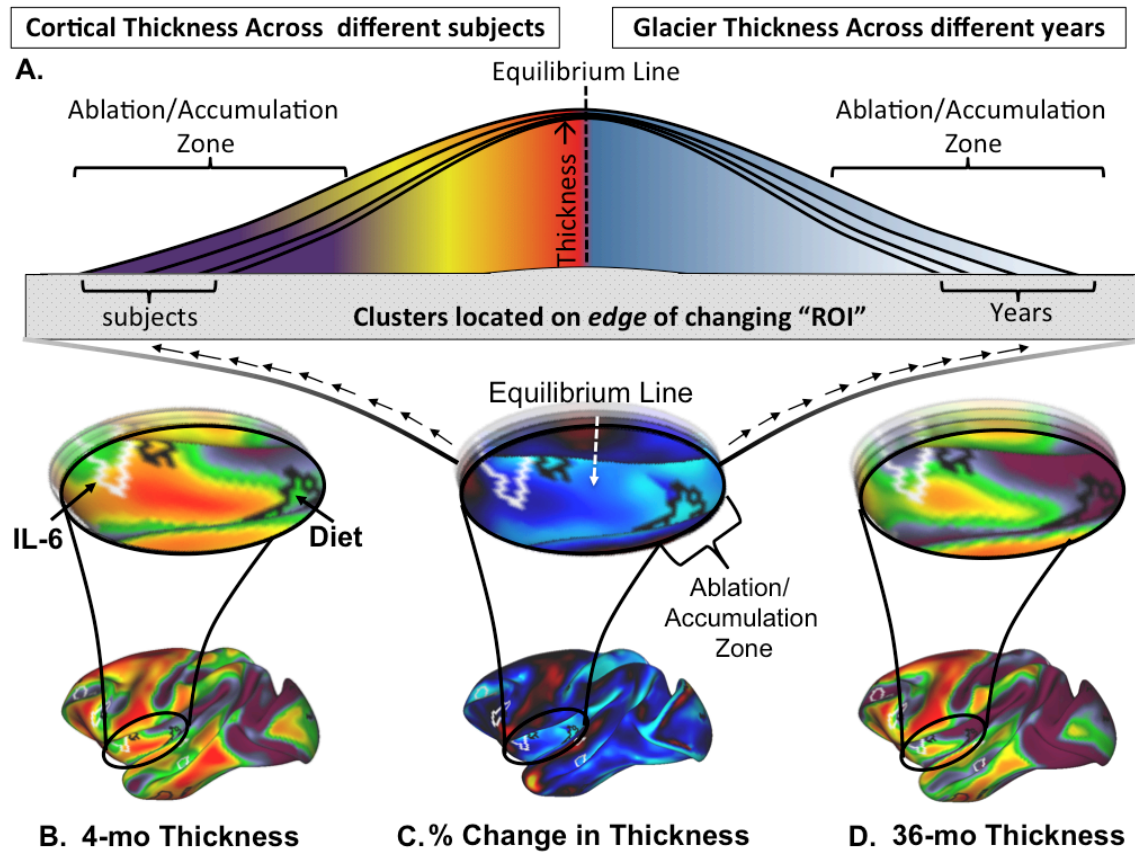 Cortical Thickness Across different subjects
Glacier Thickness Across different years
A.
Equilibrium Line
Ablation/Accumulation
Zone
Ablation/Accumulation
Zone
Thickness →
subjects
Clusters located on edge of changing “ROI”
Years
Equilibrium Line
IL-6
Diet
Ablation/
Accumulation
Zone
B. 4-mo Thickness
C. % Change in Thickness
D. 36-mo Thickness